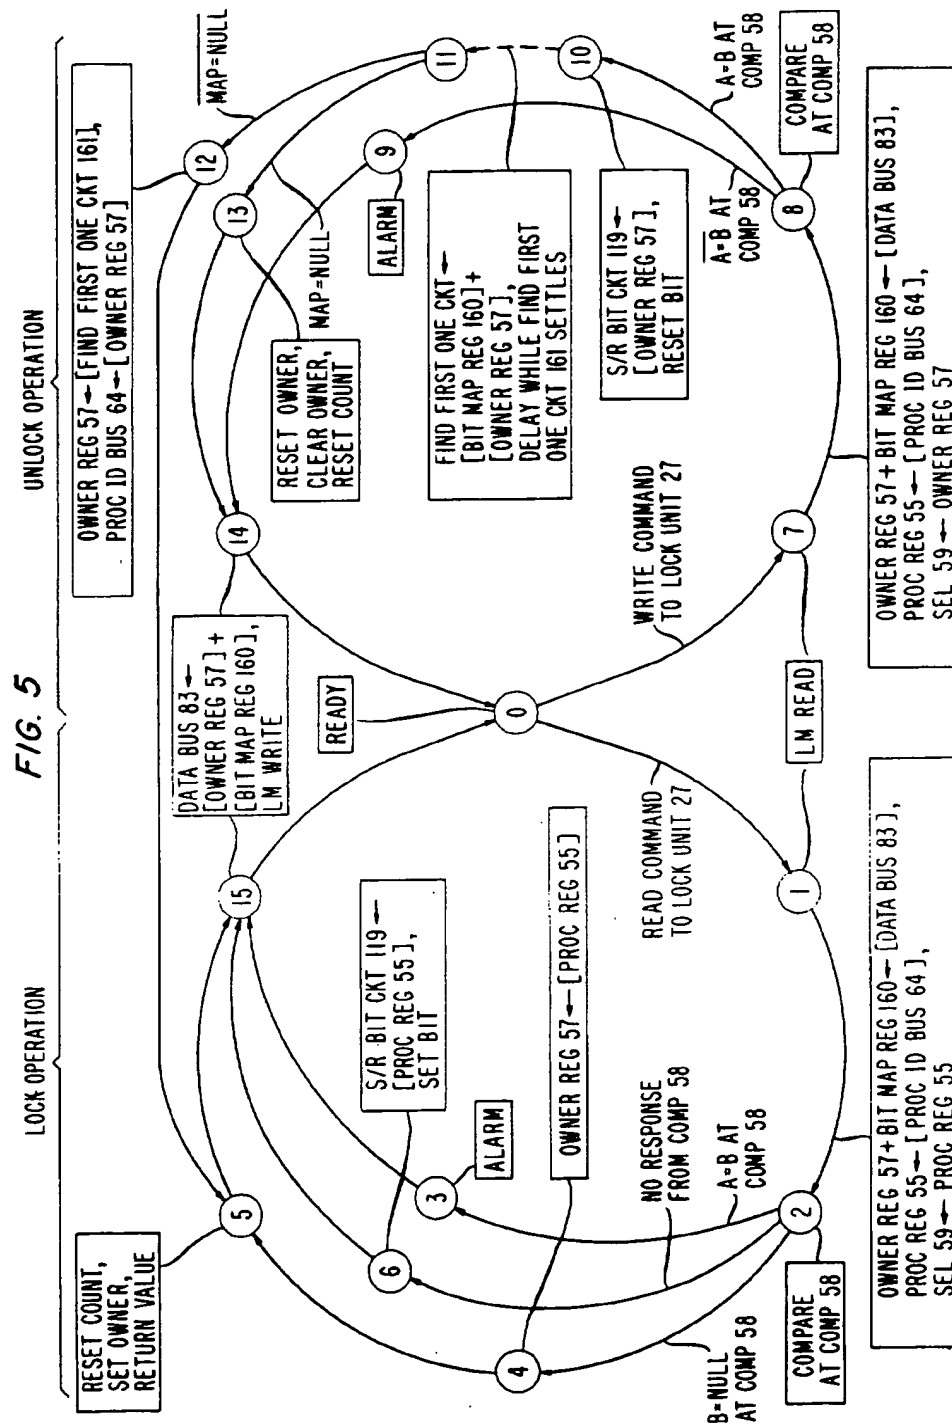 FIG. 5
LOCK OPERATION
UNLOCK OPERATION
RESET COUNT,
SET OWNER,
RETURN VALUE
5
15
DATA BUS 83←
[OWNER REG 57]+
[BIT MAP REG 160],
LM WRITE
14
OWNER REG 57←[FIND FIRST ONE CKT 161],
PROC ID BUS 64←[OWNER REG 57]
12
M̅A̅P̅=̅N̅U̅L̅L̅
13
11
MAP=NULL
RESET OWNER,
CLEAR OWNER,
RESET COUNT
9
ALARM
S/R BIT CKT 119←
[PROC REG 55],
SET BIT
6
3
ALARM
READY
0
FIND FIRST ONE CKT←
[BIT MAP REG 160]+
[OWNER REG 57],
DELAY WHILE FIND FIRST
ONE CKT 161 SETTLES
10
S/R BIT CKT 119←
[OWNER REG 57],
RESET BIT
4
OWNER REG 57←[PROC REG 55]
READ COMMAND
TO LOCK UNIT 27
WRITE COMMAND
TO LOCK UNIT 27
B=NULL
AT COMP 58
NO RESPONSE
FROM COMP 58
A=B AT
COMP 58
A̅=̅B̅ AT
COMP 58
A=B AT
COMP 58
2
COMPARE
AT COMP 58
1
LM READ
7
8
COMPARE
AT COMP 58
OWNER REG 57+BIT MAP REG 160←[DATA BUS 83],
PROC REG 55←[PROC ID BUS 64],
SEL 59← PROC REG 55
OWNER REG 57+BIT MAP REG 160←[DATA BUS 83],
PROC REG 55←[PROC ID BUS 64],
SEL 59← OWNER REG 57